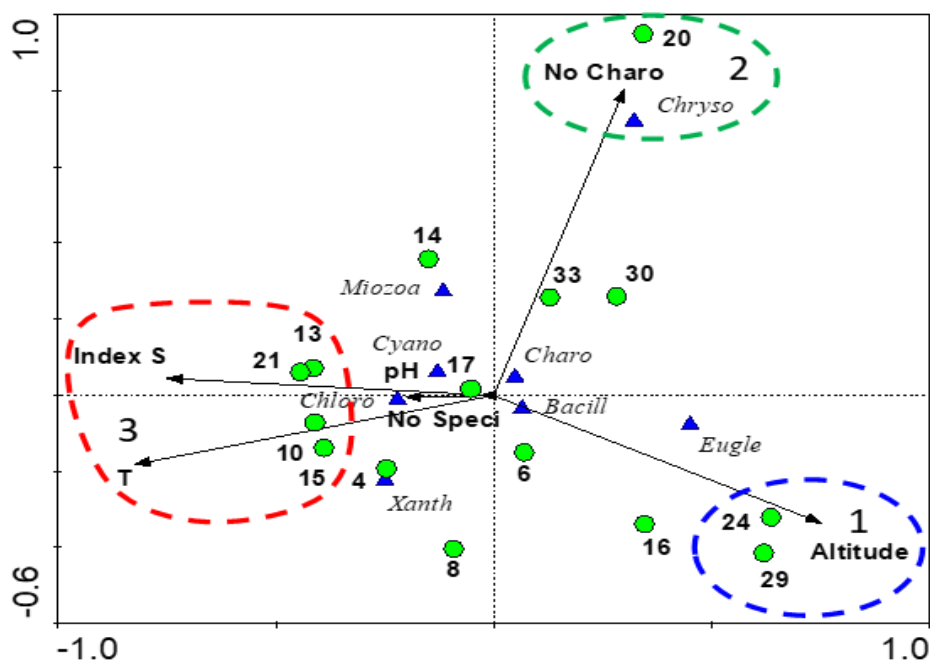 1.0
20
No Charo
2
Chryso
14
33
30
Miozoa
13
Index S
21
Cyano
pH
17
Charo
Chloro
No Speci
Bacill
3
10
T
15
4
Xanth
6
Eugle
24
1
16
Altitude
8
29
-0.6
-1.0
1.0